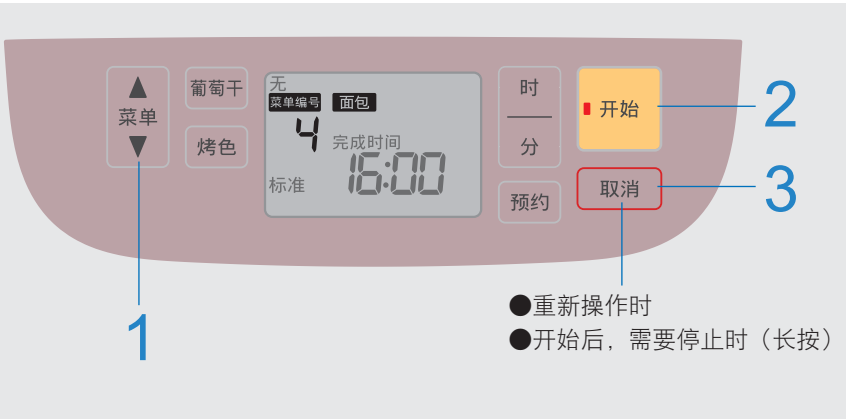 ▲
菜单
▼
葡萄干
烤色
无
菜单编号 面包
4
完成时间
16:00
标准
时
分
预约
开始
取消
1
2
3
●重新操作时
●开始后，需要停止时（长按）